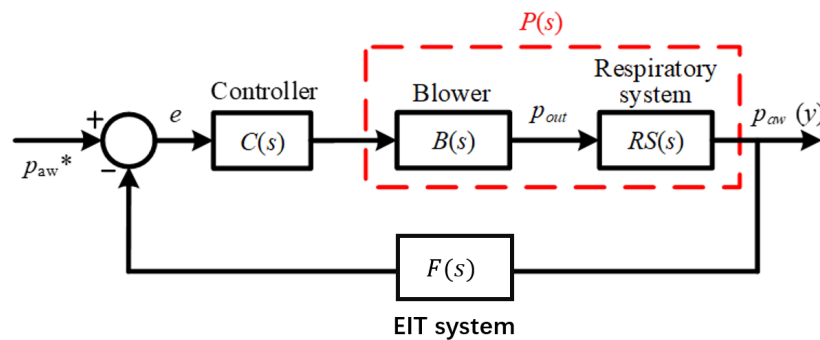 P(s)
Controller
Blower
Respiratory
system
+
e
p_out
p_aw (y)
C(s)
B(s)
RS(s)
p_aw*
−
F(s)
EIT system